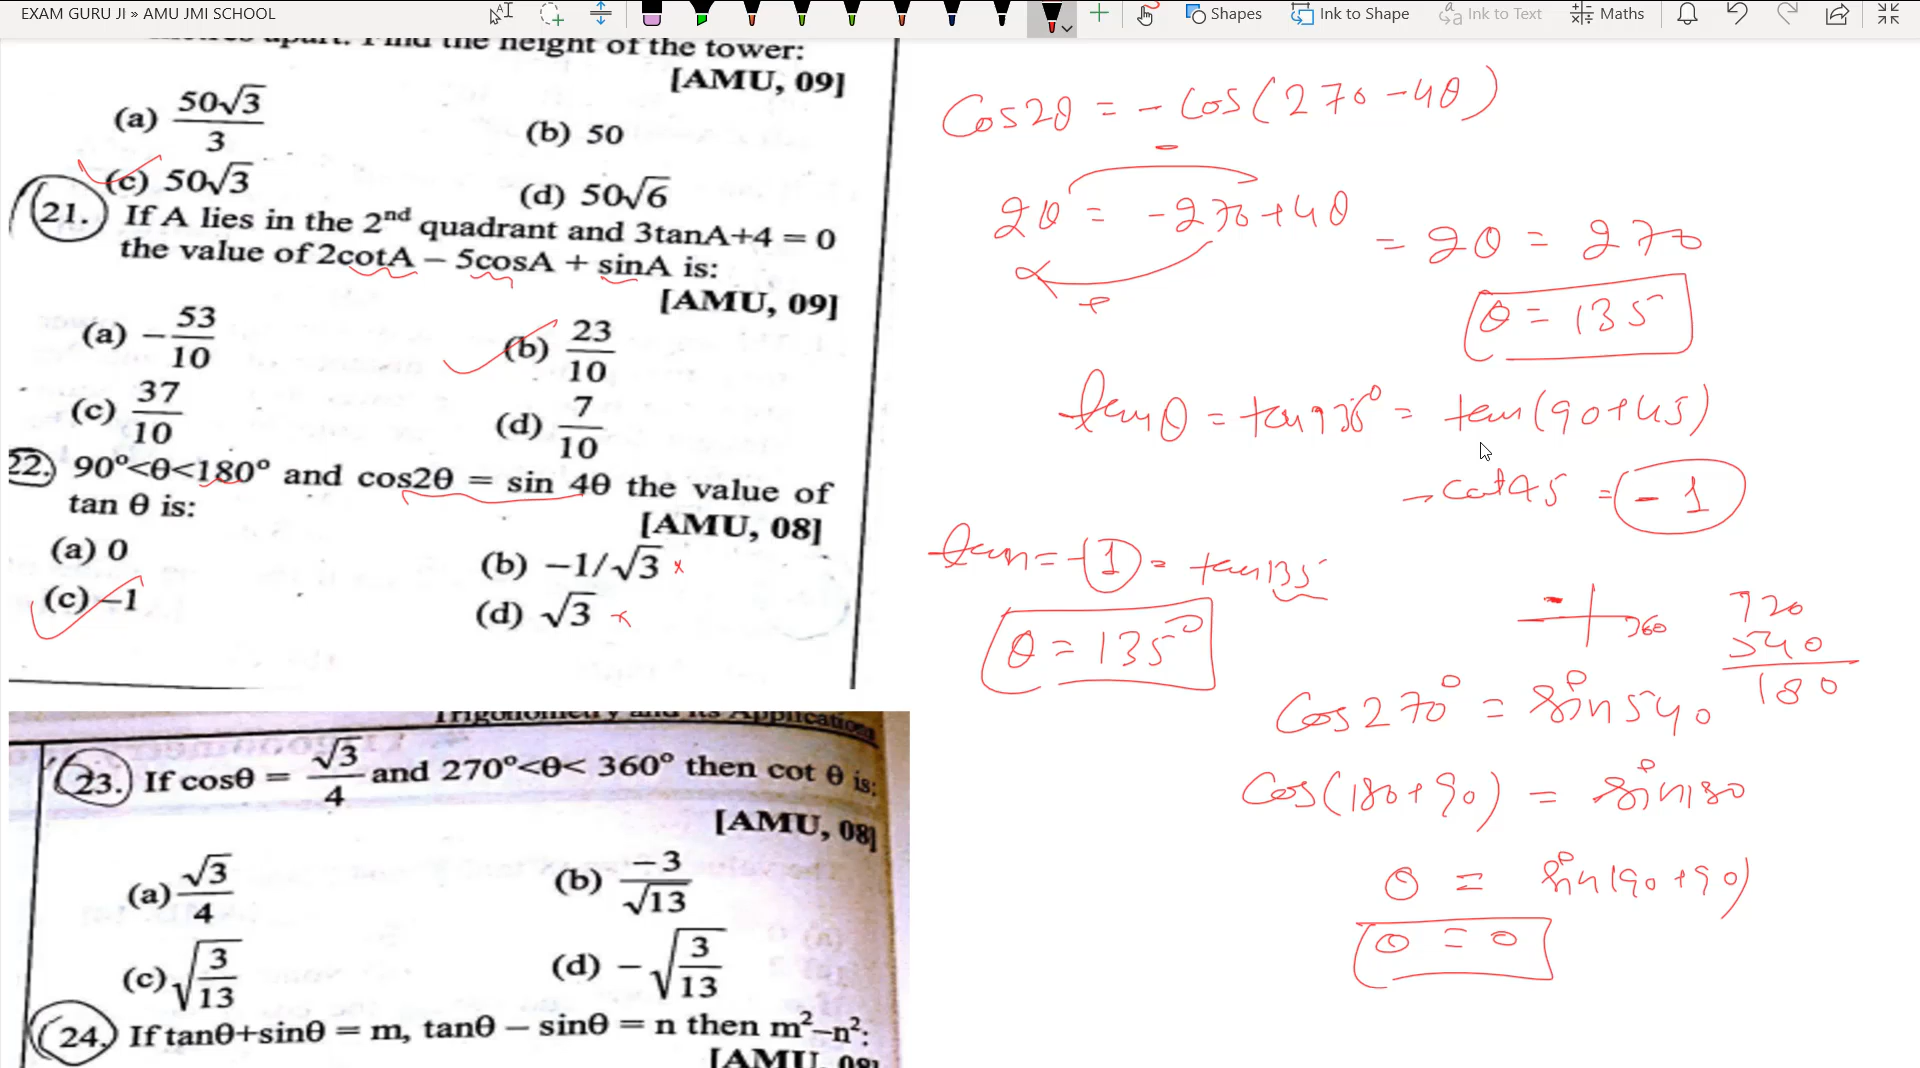 EXAM GURU JI » AMU JMI SCHOOL
Shapes Ink to Shape Ink to Text Maths
metres apart. Find the height of the tower:
[AMU, 09]
(a) 50√3/3 (b) 50
(c) 50√3 (d) 50√6
21. If A lies in the 2nd quadrant and 3tanA+4 = 0
the value of 2cotA – 5cosA + sinA is:
[AMU, 09]
(a) –53/10 (b) 23/10
(c) 37/10 (d) 7/10
22. 90°<θ<180° and cos2θ = sin 4θ the value of
tan θ is:
[AMU, 08]
(a) 0 (b) –1/√3 ×
(c) –1 (d) √3 ×
Trigonometry and its Applications
23. If cosθ = √3/4 and 270°<θ< 360° then cot θ is:
[AMU, 08]
(a) √3/4 (b) –3/√13
(c) √3/13 (d) –√3/13
24. If tanθ+sinθ = m, tanθ – sinθ = n then m²–n²:
[AMU, 08]
Cos2θ = - Cos(270-4θ)
-
2θ = -270+4θ
+
= 2θ = 270
θ = 135
tanθ = tan135° = tan(90+45)
-cot45 = -1
tan = -1 = tan135
θ = 135°
- 360
720
540
180
Cos270° = sin540
Cos(180+90) = sin180
0 = sin(90+90)
0 = 0